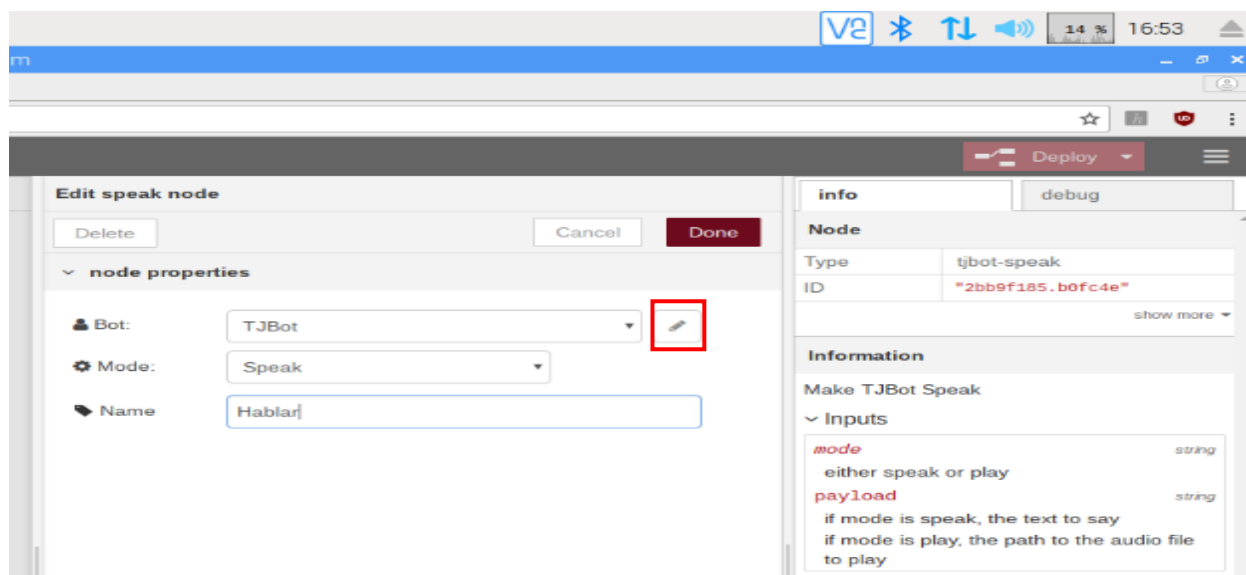 V2 14 % 16:53
m
Deploy
Edit speak node
Delete Cancel Done
node properties
Bot: TJBot
Mode: Speak
Name Hablar
info debug
Node
Type tjbot-speak
ID "2bb9f185.b0fc4e"
show more
Information
Make TJBot Speak
Inputs
mode string
either speak or play
payload string
if mode is speak, the text to say
if mode is play, the path to the audio file
to play